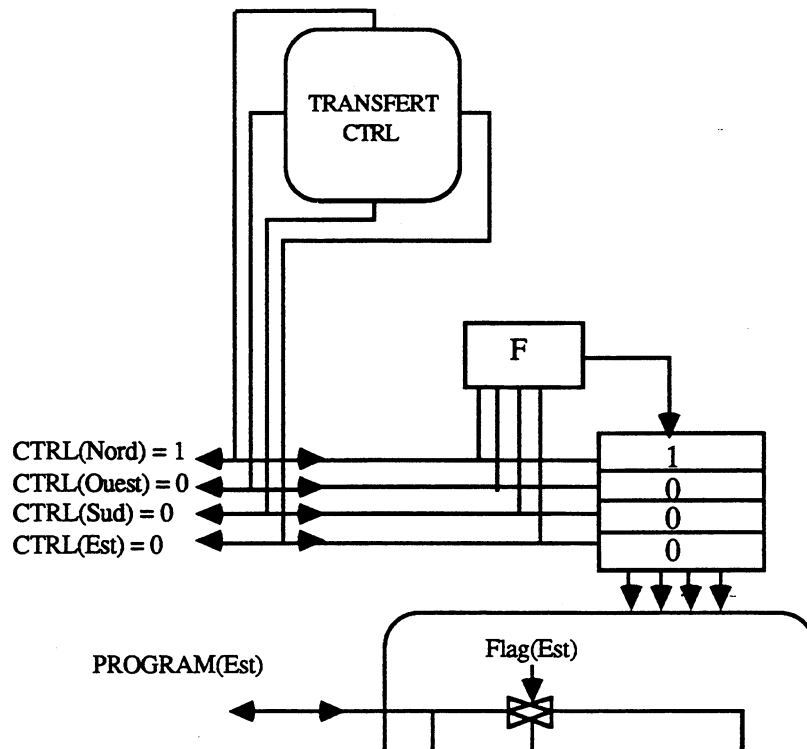 TRANSFERT
CTRL
F
CTRL(Nord) = 1
CTRL(Ouest) = 0
CTRL(Sud) = 0
CTRL(Est) = 0
1
0
0
0
PROGRAM(Est)
Flag(Est)